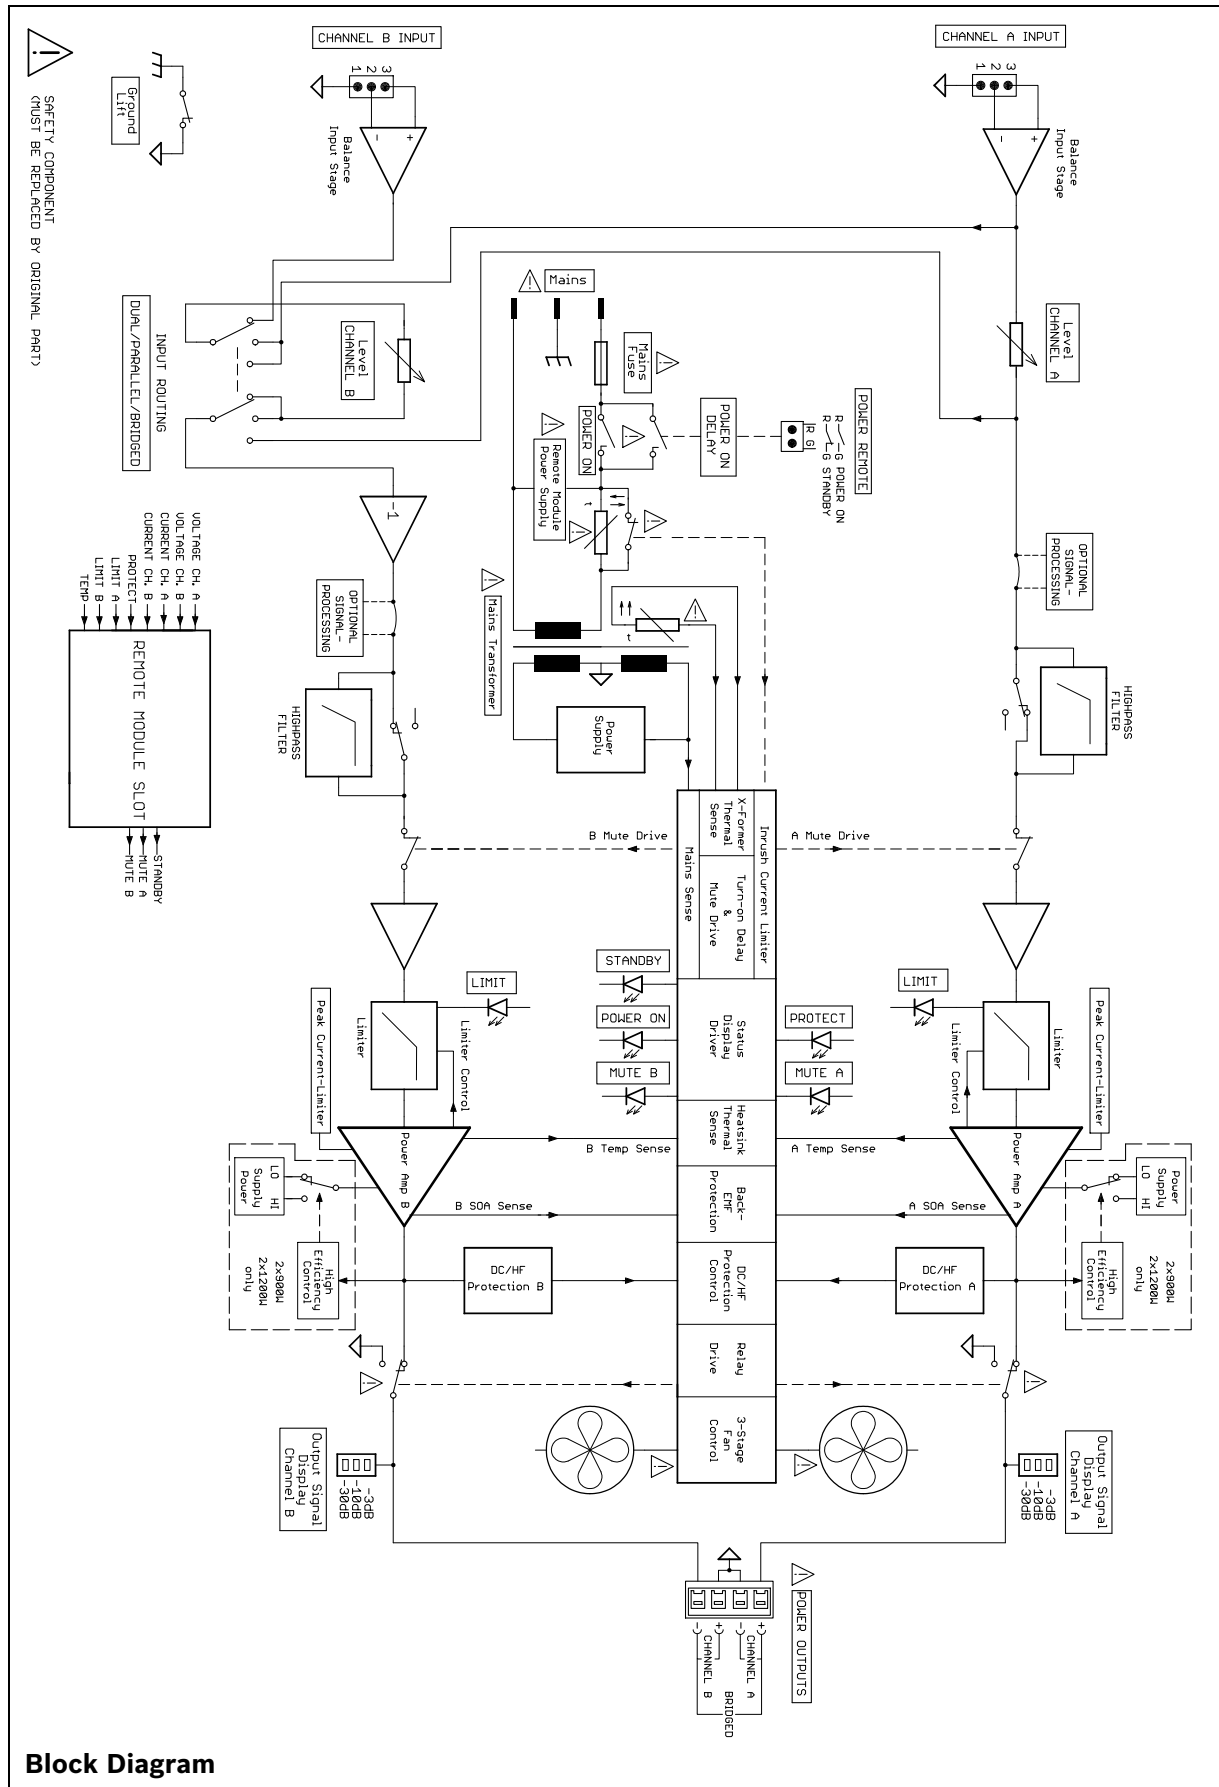 CHANNEL B INPUT
CHANNEL A INPUT
1 2 3
1 2 3
- +
- +
Balance
Input Stage
Balance
Input Stage
SAFETY COMPONENT
(MUST BE REPLACED BY ORIGINAL PART)
Ground
Lift
Mains
Mains
Fuse
Level
CHANNEL B
Level
CHANNEL A
INPUT ROUTING
DUAL/PARALLEL/BRIDGED
POWER ON
POWER ON
DELAY
R G
POWER REMOTE
R G POWER ON
R G STANDBY
Remote Module
Power Supply
t
-1
VOLTAGE CH. A
VOLTAGE CH. B
CURRENT CH. A
CURRENT CH. B
PROTECT
LIMIT A
LIMIT B
TEMP
REMOTE MODULE SLOT
STANDBY
MUTE A
MUTE B
OPTIONAL
SIGNAL-
PROCESSING
OPTIONAL
SIGNAL-
PROCESSING
Mains Transformer
t
Power
Supply
HIGHPASS
FILTER
HIGHPASS
FILTER
B Mute Drive
A Mute Drive
Inrush Current Limiter
X-Former
Thermal
Sense
Turn-on Delay
&
Mute Drive
Mains Sense
STANDBY
POWER ON
MUTE B
PROTECT
MUTE A
Status
Display
Driver
LIMIT
LIMIT
Limiter
Limiter
Limiter Control
Limiter Control
Peak Current-Limiter
Peak Current-Limiter
Power Amp B
Power Amp A
Heatsink
Thermal
Sense
B Temp Sense
A Temp Sense
Back-
EMF
Protection
B SOA Sense
A SOA Sense
LO HI
Supply
Power
Power
Supply
LO HI
High
Efficiency
Control
High
Efficiency
Control
2x900W
2x1200W
only
2x900W
2x1200W
only
DC/HF
Protection B
DC/HF
Protection A
DC/HF
Protection
Control
Relay
Drive
3-Stage
Fan
Control
Output Signal
Display
Channel B
-3dB
-10dB
-30dB
Output Signal
Display
Channel A
-3dB
-10dB
-30dB
POWER OUTPUTS
- + - +
CHANNEL A
CHANNEL B
BRIDGED
Block Diagram